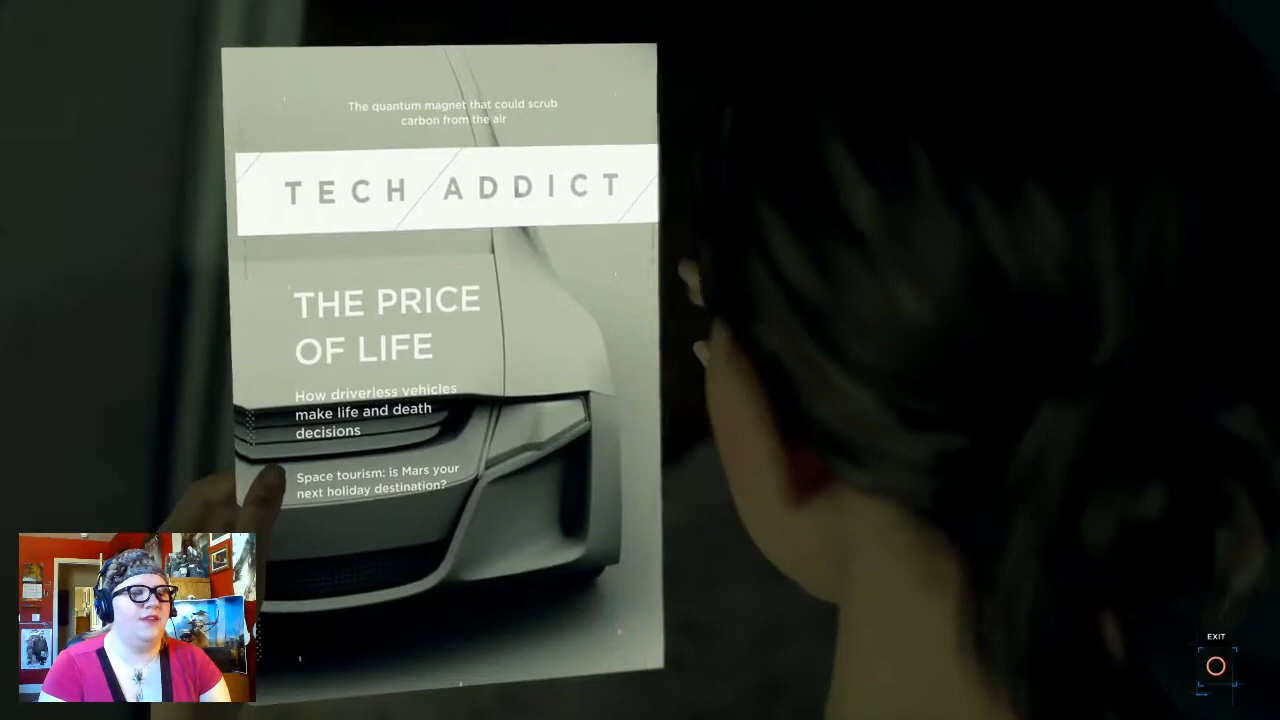 The quantum magnet that could scrub
carbon from the air
TECH ADDICT
THE PRICE
OF LIFE
How driverless vehicles
make life and death
decisions
Space tourism: is Mars your
next holiday destination?
EXIT